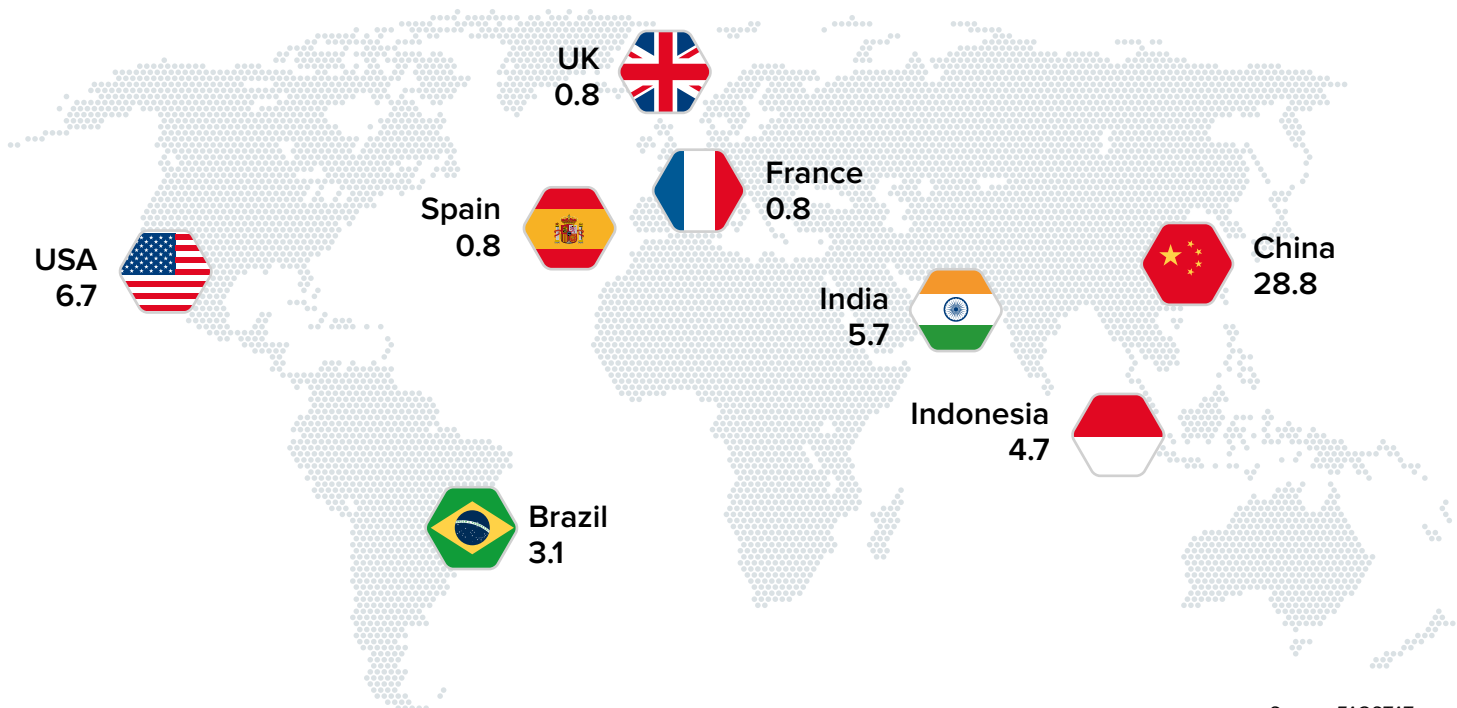 UK
0.8
France
0.8
Spain
0.8
USA
6.7
China
28.8
India
5.7
Indonesia
4.7
Brazil
3.1